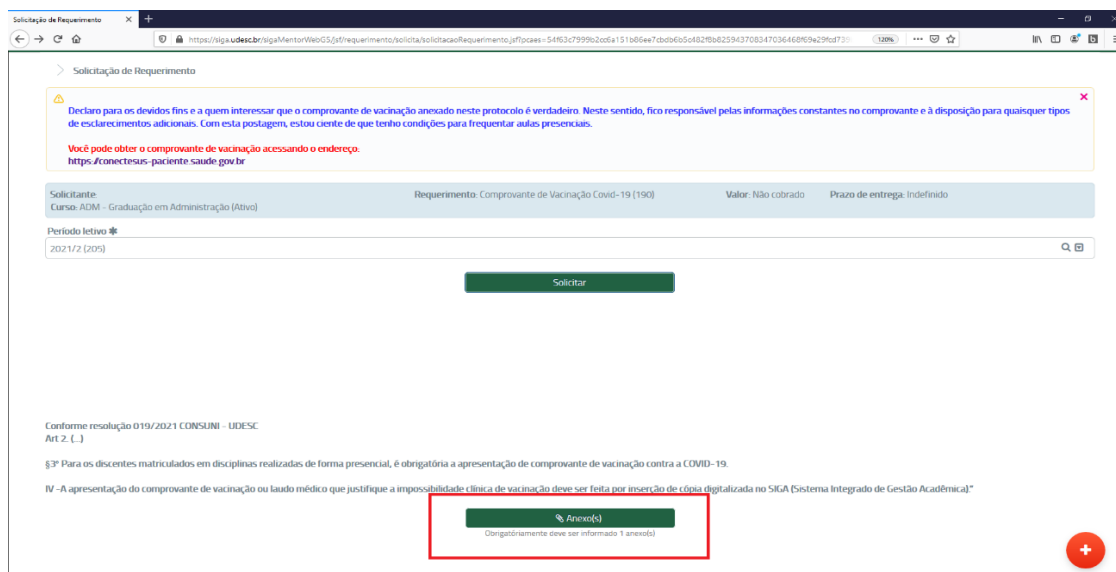 Solicitação de Requerimento
https://siga.udesc.br/sigaMentorWebG5/jsf/requerimento/solicita/solicitacaoRequerimento.jsf?pcaes=
120%
Solicitação de Requerimento
Declaro para os devidos fins e a quem interessar que o comprovante de vacinação anexado neste protocolo é verdadeiro. Neste sentido, fico responsável pelas informações constantes no comprovante e à disposição para quaisquer tipos
de esclarecimentos adicionais. Com esta postagem, estou ciente de que tenho condições para frequentar aulas presenciais.
Você pode obter o comprovante de vacinação acessando o endereço:
https://conectesus-paciente.saude.gov.br
Solicitante: Requerimento: Comprovante de Vacinação Covid-19 (190) Valor: Não cobrado Prazo de entrega: Indefinido
Curso: ADM - Graduação em Administração (Ativo)
Período letivo ✱
2021/2 (205)
Solicitar
Conforme resolução 019/2021 CONSUNI - UDESC
Art 2. (...)
§3º Para os discentes matriculados em disciplinas realizadas de forma presencial, é obrigatória a apresentação de comprovante de vacinação contra a COVID-19.
IV -A apresentação do comprovante de vacinação ou laudo médico que justifique a impossibilidade clínica de vacinação deve ser feita por inserção de cópia digitalizada no SIGA (Sistema Integrado de Gestão Acadêmica)."
Anexo(s)
Obrigatóriamente deve ser informado 1 anexo(s)